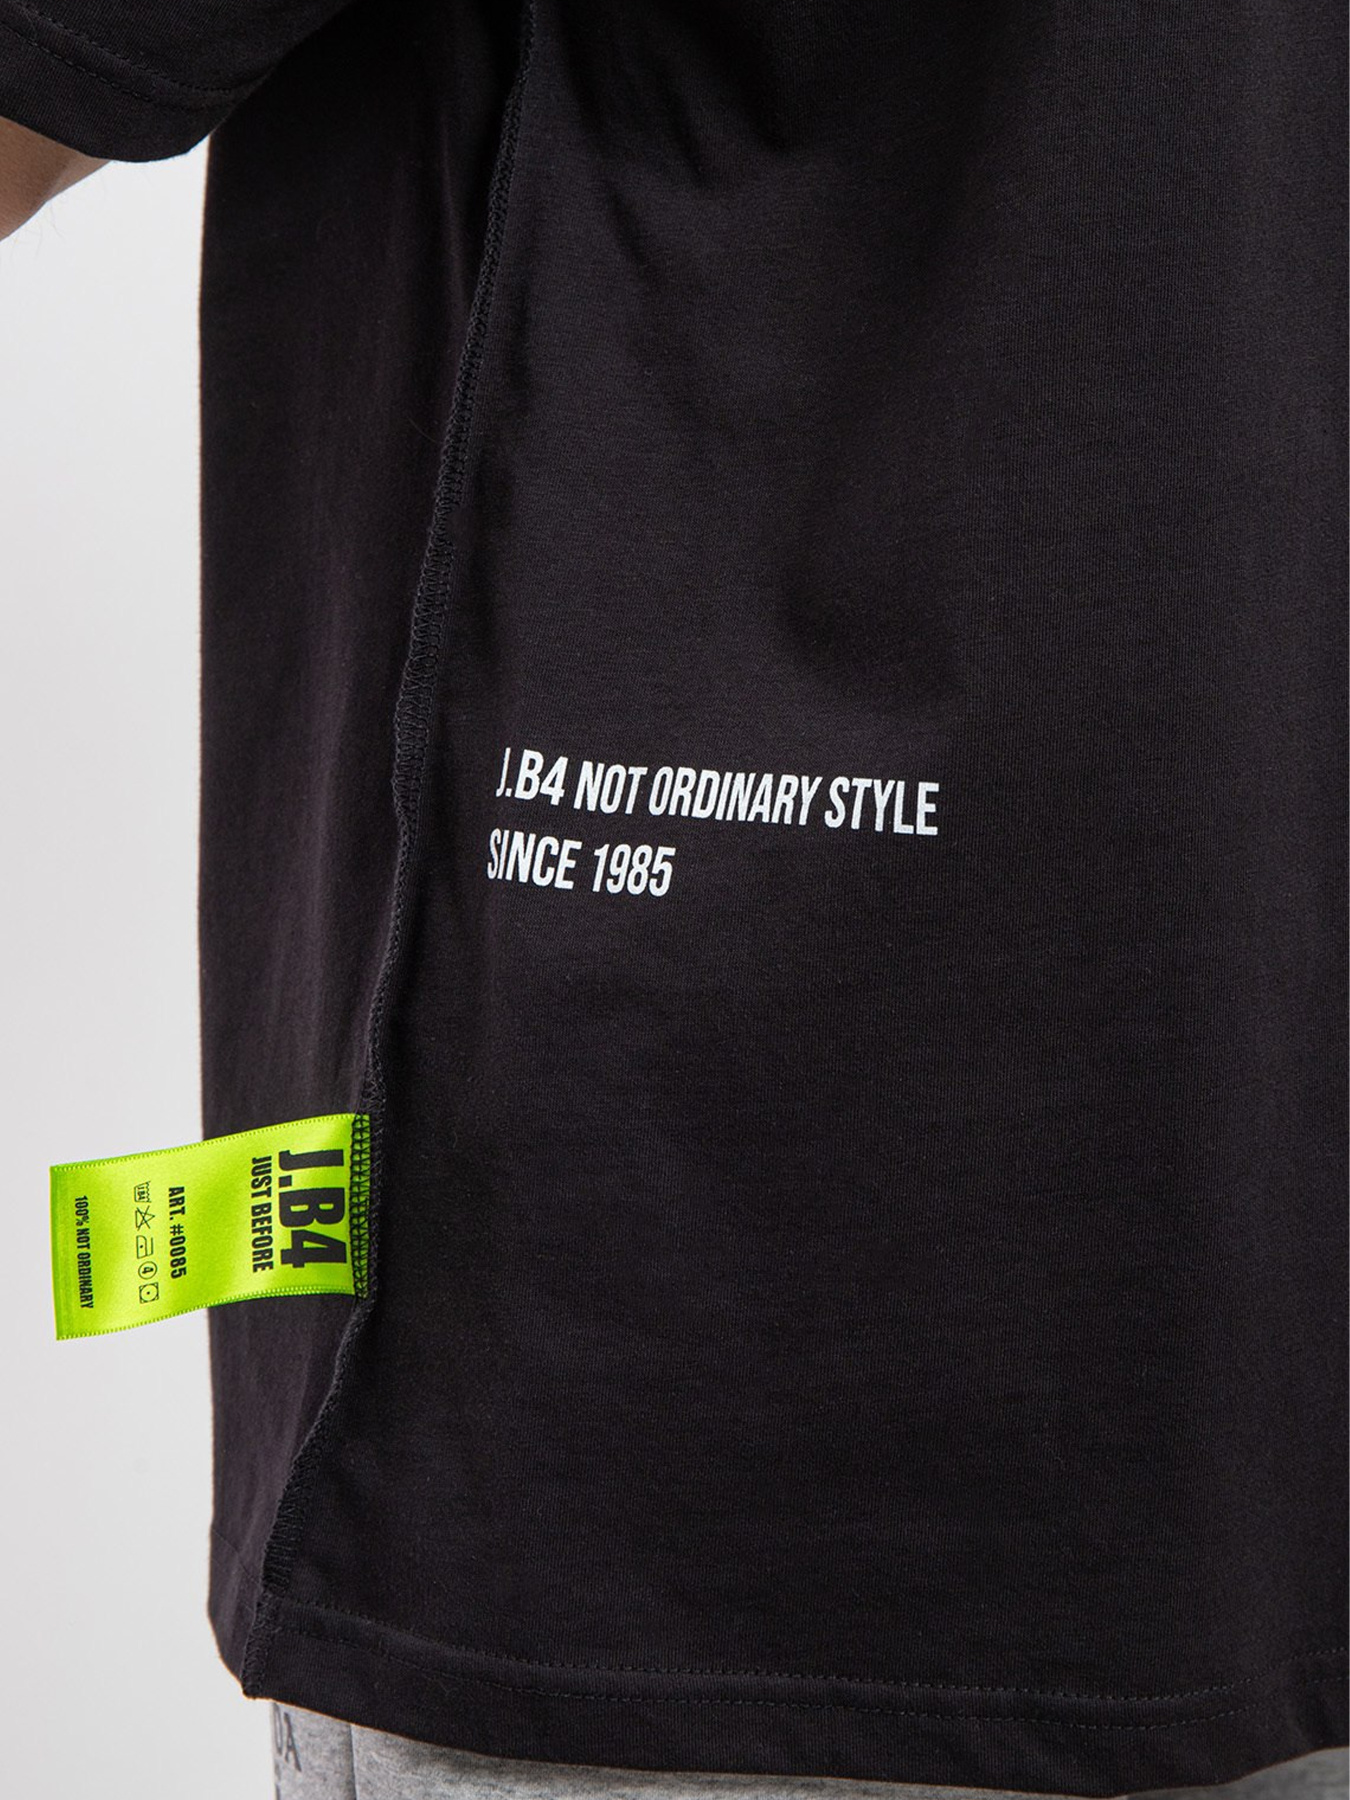 J.B4 NOT ORDINARY STYLE
SINCE 1985
J.B4
JUST BEFORE
ART. #0085
100% NOT ORDINARY